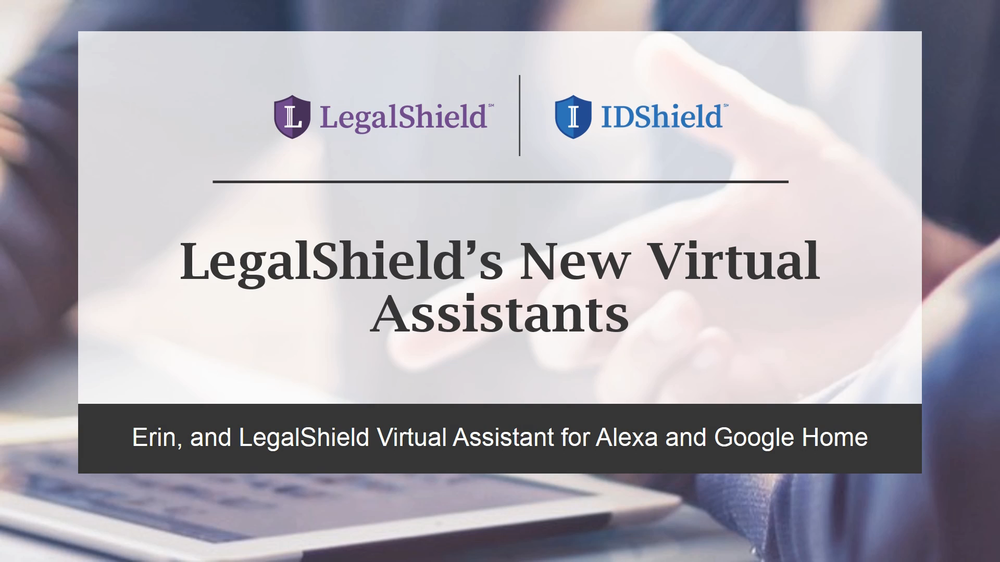 L LegalShield℠
I IDShield℠
LegalShield’s New Virtual
Assistants
Erin, and LegalShield Virtual Assistant for Alexa and Google Home